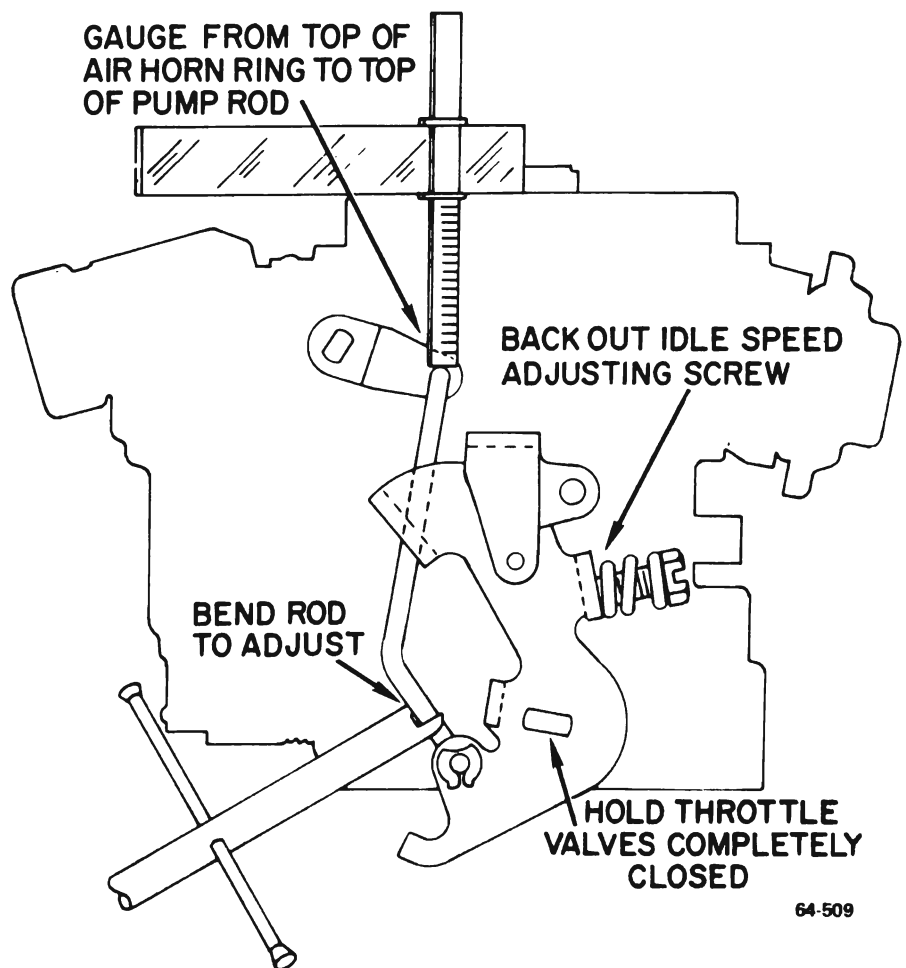 GAUGE FROM TOP OF
AIR HORN RING TO TOP
OF PUMP ROD
BACK OUT IDLE SPEED
ADJUSTING SCREW
BEND ROD
TO ADJUST
HOLD THROTTLE
VALVES COMPLETELY
CLOSED
64-509